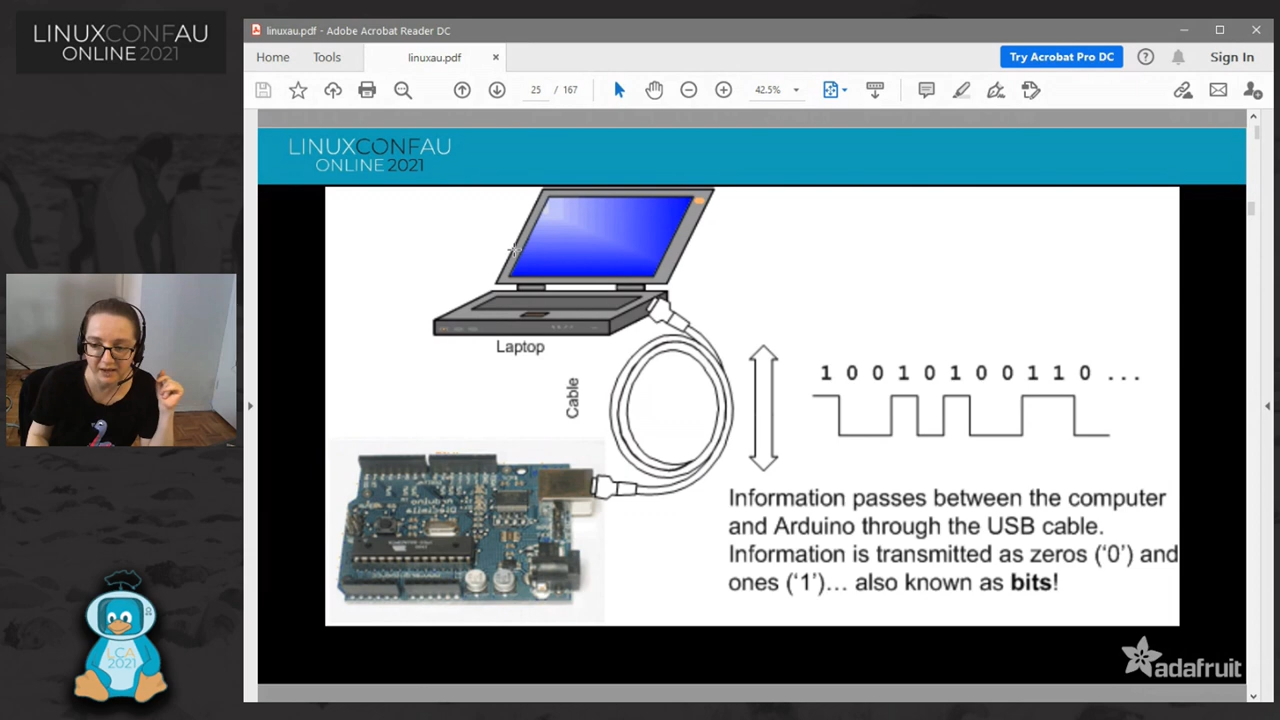 LINUXCONFAU
ONLINE 2021
linuxau.pdf - Adobe Acrobat Reader DC
Home Tools linuxau.pdf × Try Acrobat Pro DC Sign In
25 / 167 42.5%
LINUXCONFAU
ONLINE 2021
Laptop
Cable
1 0 0 1 0 1 0 0 1 1 0 ...
Information passes between the computer
and Arduino through the USB cable.
Information is transmitted as zeros (‘0’) and
ones (‘1’)… also known as bits!
LCA
2021
adafruit